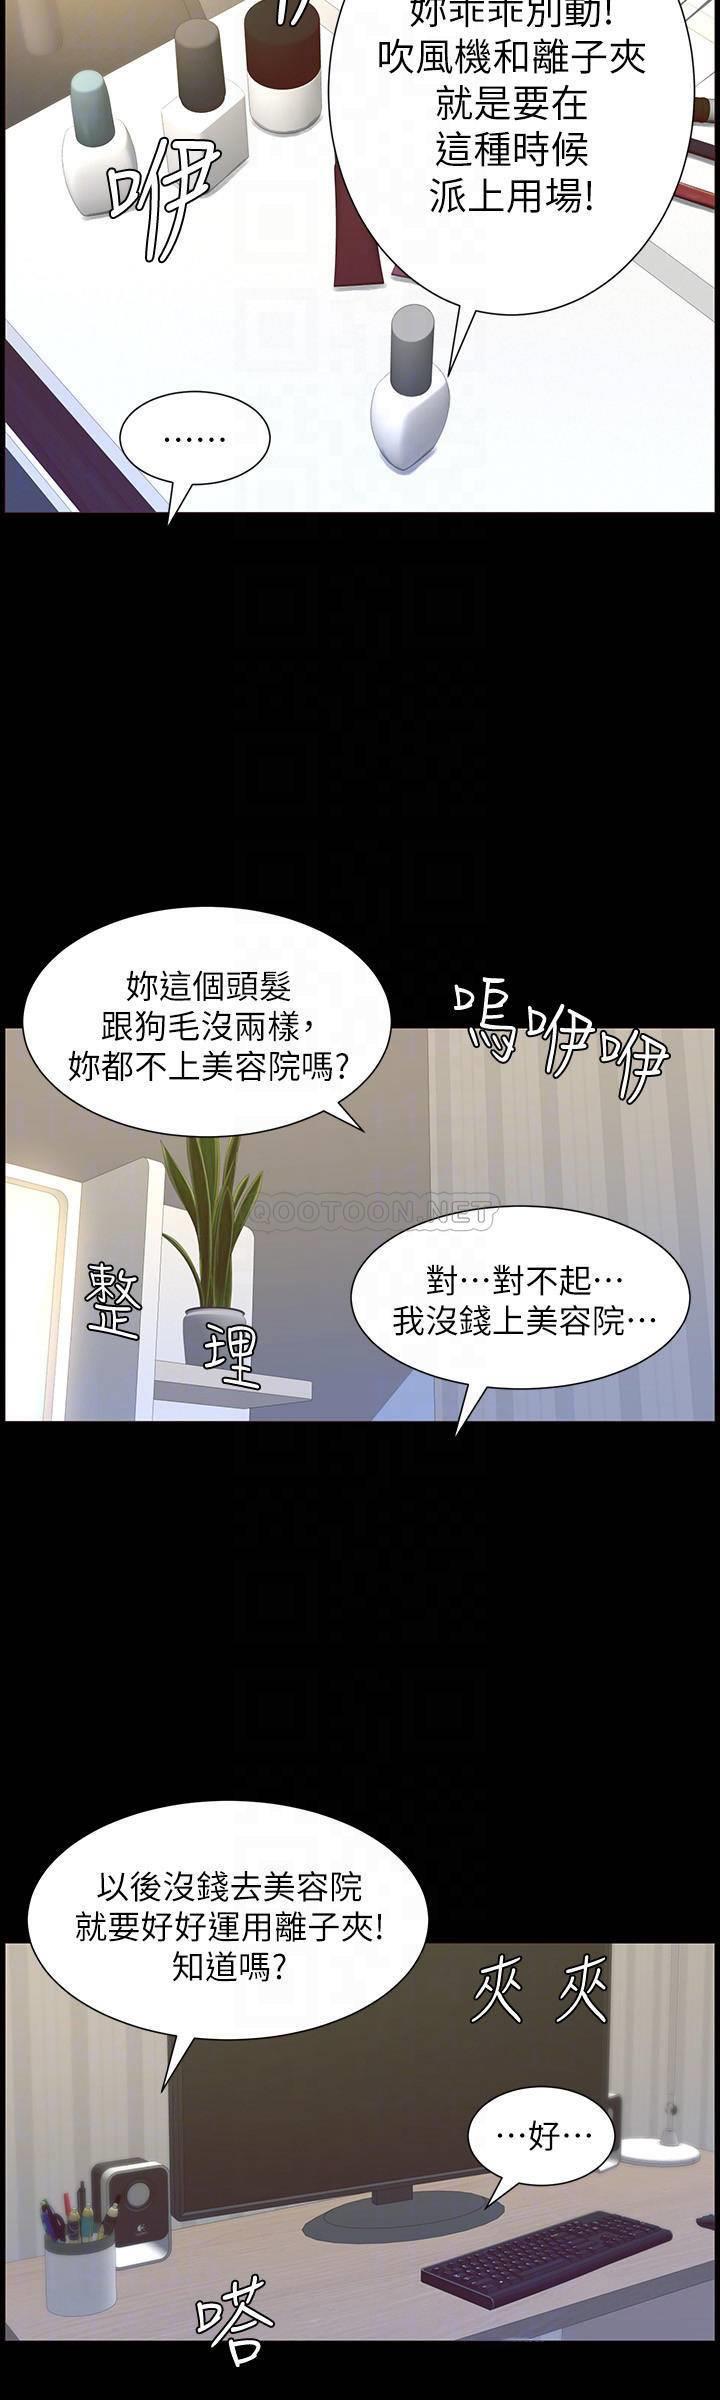 妳乖乖別動!
吹風機和離子夾
就是要在
這種時候
派上用場!
咿
……
妳這個頭髮
跟狗毛沒兩樣,
妳都不上美容院嗎?
嗚咿咿
QOOTOON.NET
對…對不起…
我沒錢上美容院…
整
理
以後沒錢去美容院
就要好好運用離子夾!
知道嗎?
夾 夾
…好…
嗒